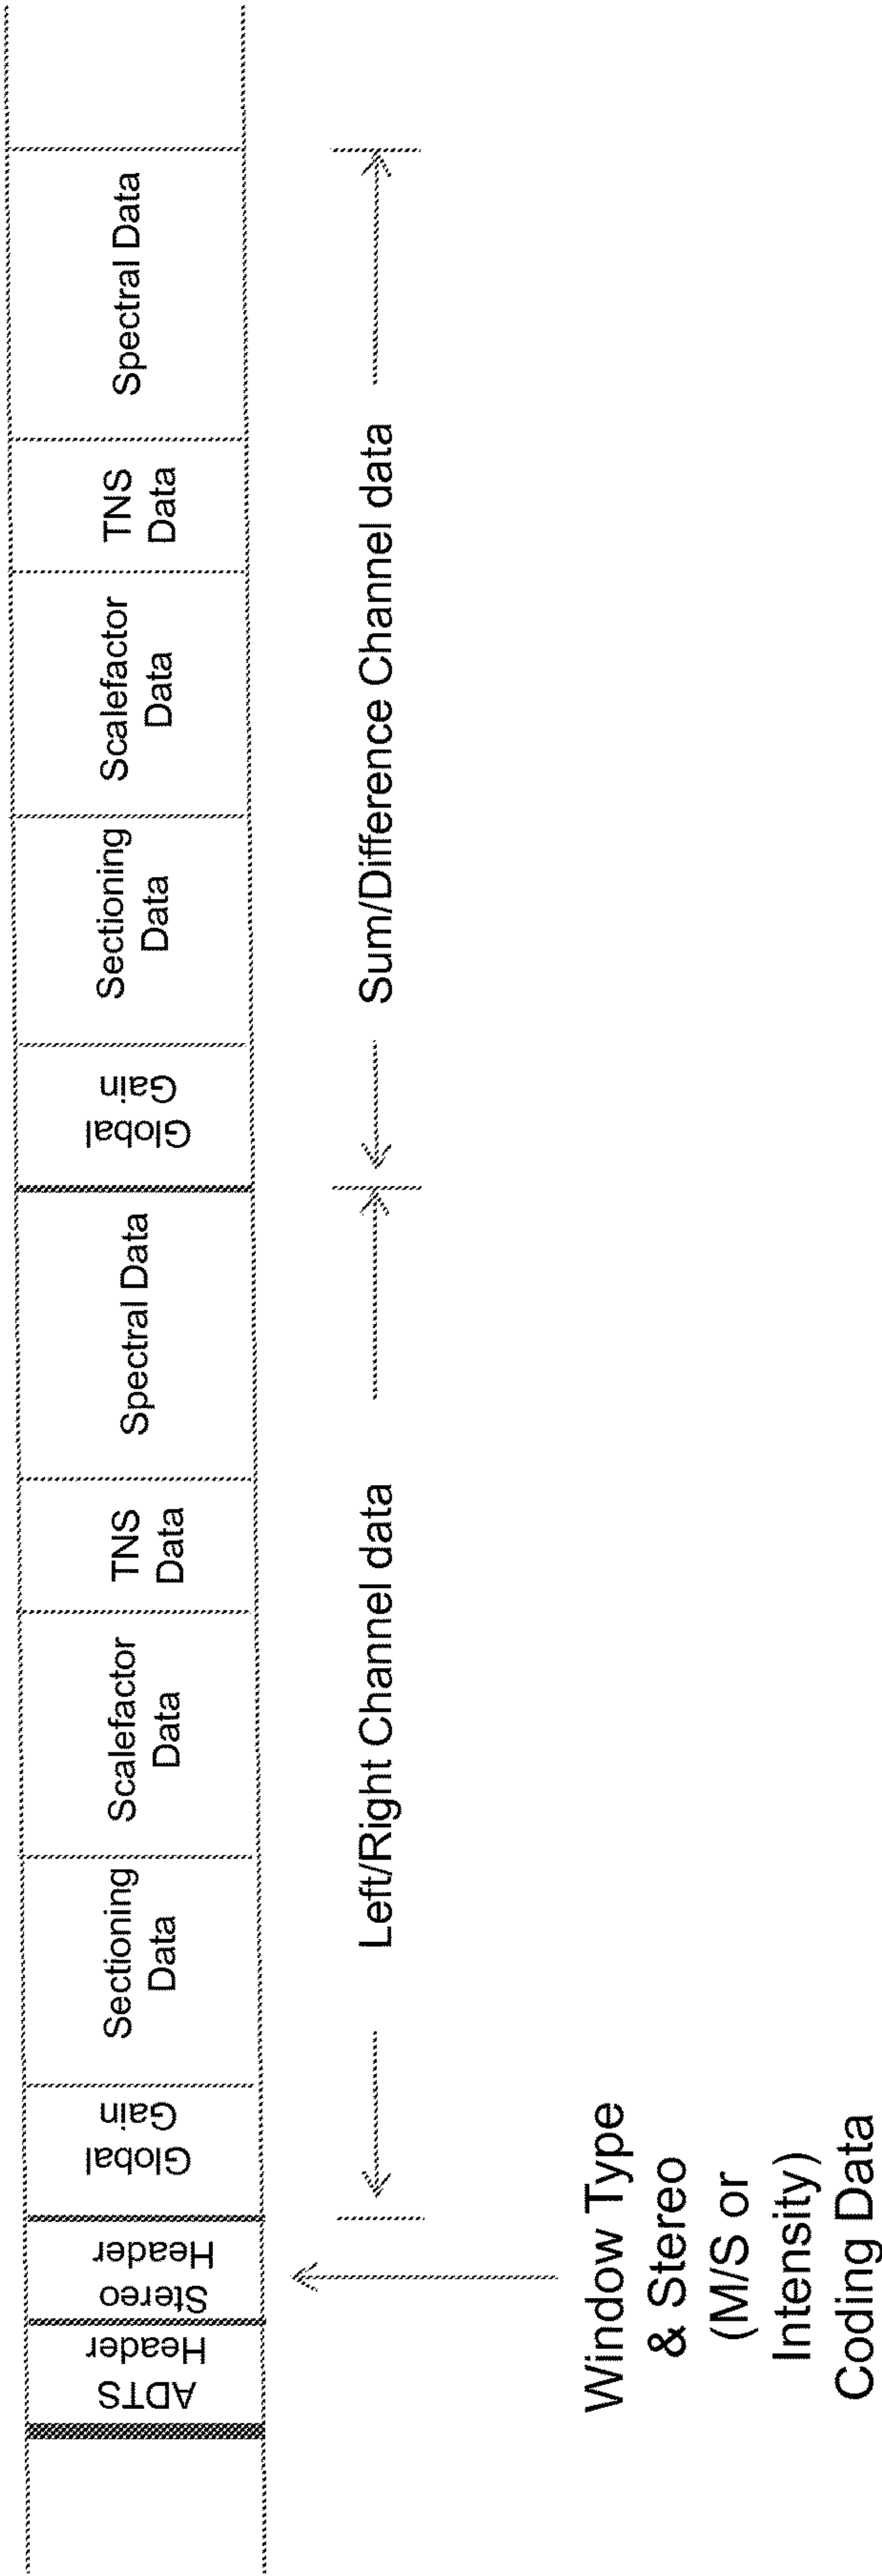 ADTS
Header
Stereo
Header
Global
Gain
Sectioning
Data
Scalefactor
Data
TNS
Data
Spectral Data
Global
Gain
Sectioning
Data
Scalefactor
Data
TNS
Data
Spectral Data
Left/Right Channel data
Sum/Difference Channel data
Window Type
& Stereo
(M/S or
Intensity)
Coding Data